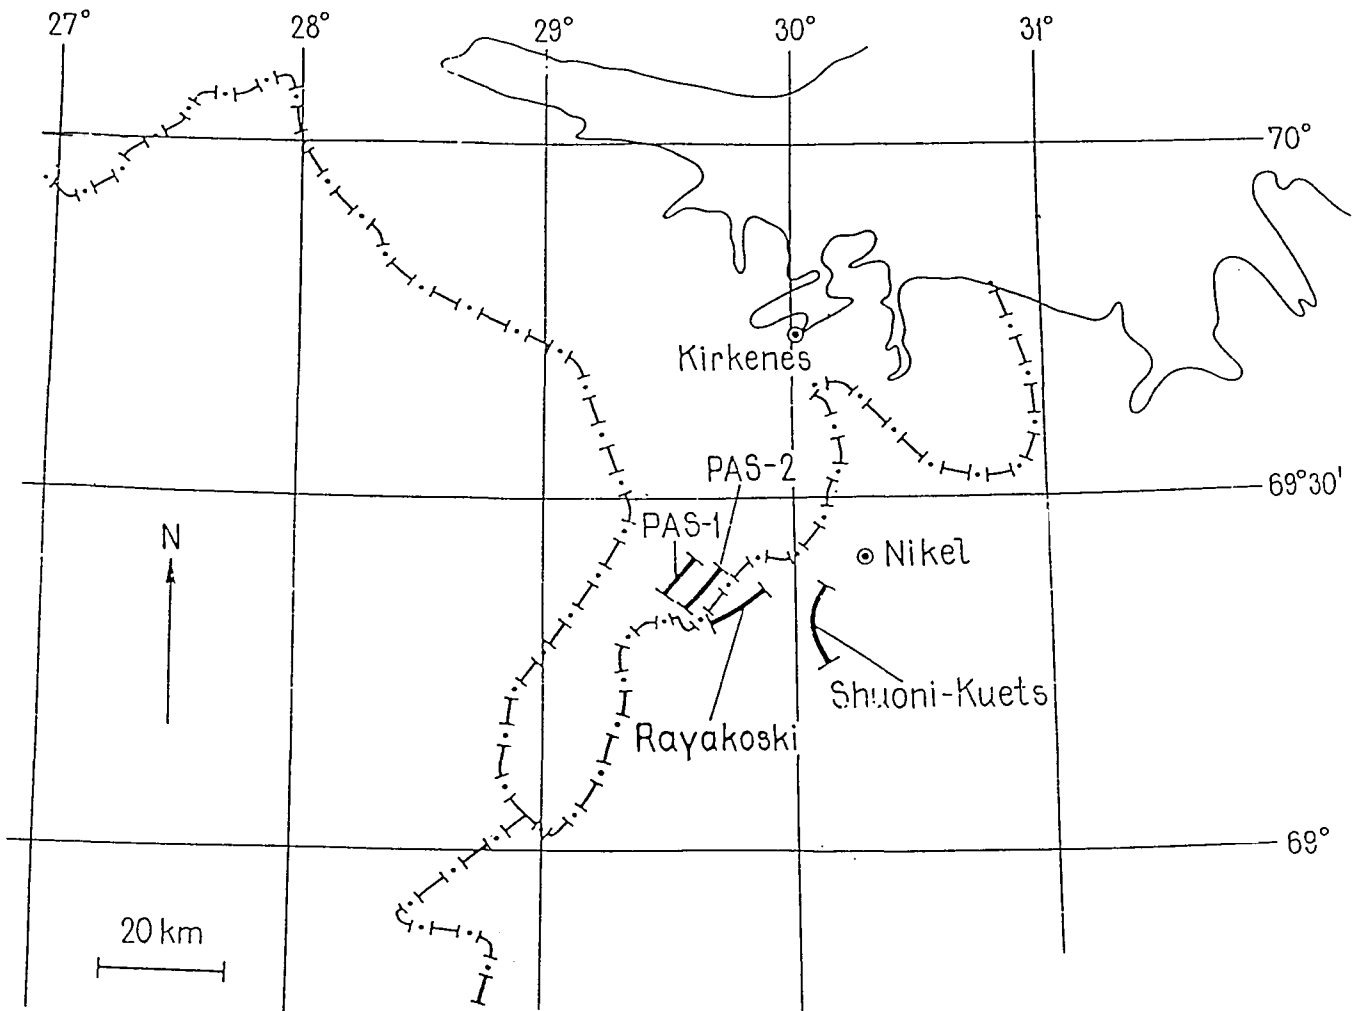 27° 28° 29° 30° 31°
70°
Kirkenes
PAS-2
69°30'
PAS-1
N
Nikel
Shuoni-Kuets
Rayakoski
69°
20 km